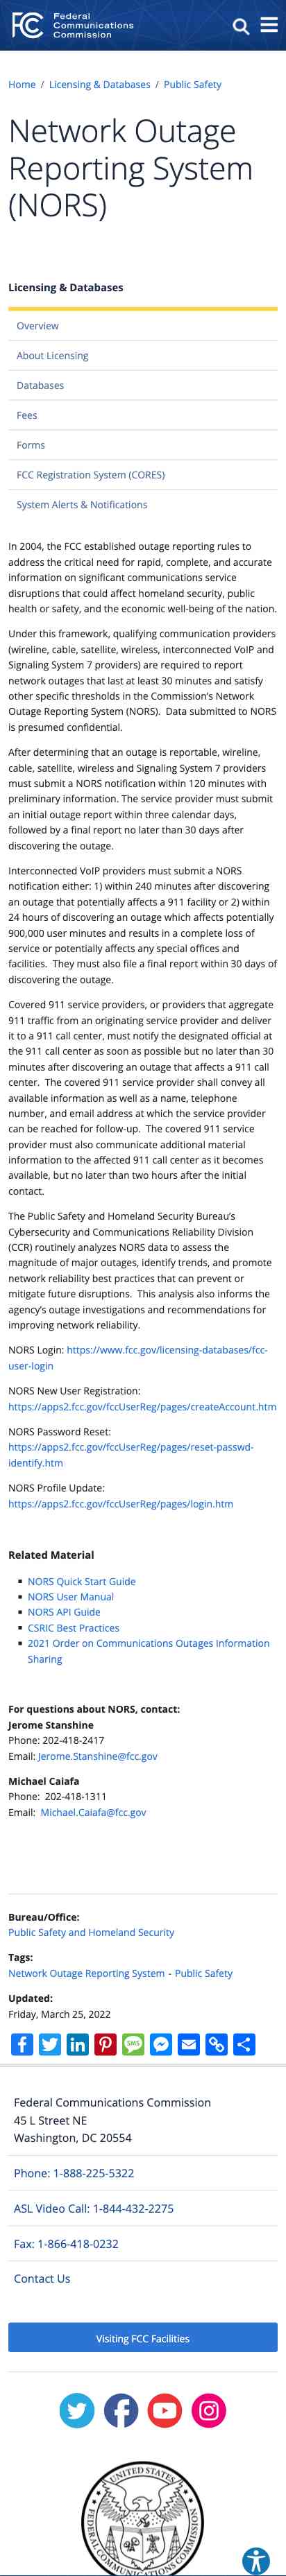 FC
Federal
Communications
Commission
Home / Licensing & Databases / Public Safety
Network Outage
Reporting System
(NORS)
Licensing & Databases
Overview
About Licensing
Databases
Fees
Forms
FCC Registration System (CORES)
System Alerts & Notifications
In 2004, the FCC established outage reporting rules to
address the critical need for rapid, complete, and accurate
information on significant communications service
disruptions that could affect homeland security, public
health or safety, and the economic well-being of the nation.
Under this framework, qualifying communication providers
(wireline, cable, satellite, wireless, interconnected VoIP and
Signaling System 7 providers) are required to report
network outages that last at least 30 minutes and satisfy
other specific thresholds in the Commission's Network
Outage Reporting System (NORS).  Data submitted to NORS
is presumed confidential.
After determining that an outage is reportable, wireline,
cable, satellite, wireless and Signaling System 7 providers
must submit a NORS notification within 120 minutes with
preliminary information. The service provider must submit
an initial outage report within three calendar days,
followed by a final report no later than 30 days after
discovering the outage.
Interconnected VoIP providers must submit a NORS
notification either: 1) within 240 minutes after discovering
an outage that potentially affects a 911 facility or 2) within
24 hours of discovering an outage which affects potentially
900,000 user minutes and results in a complete loss of
service or potentially affects any special offices and
facilities.  They must also file a final report within 30 days of
discovering the outage.
Covered 911 service providers, or providers that aggregate
911 traffic from an originating service provider and deliver
it to a 911 call center, must notify the designated official at
the 911 call center as soon as possible but no later than 30
minutes after discovering an outage that affects a 911 call
center.  The covered 911 service provider shall convey all
available information as well as a name, telephone
number, and email address at which the service provider
can be reached for follow-up.  The covered 911 service
provider must also communicate additional material
information to the affected 911 call center as it becomes
available, but no later than two hours after the initial
contact.
The Public Safety and Homeland Security Bureau's
Cybersecurity and Communications Reliability Division
(CCR) routinely analyzes NORS data to assess the
magnitude of major outages, identify trends, and promote
network reliability best practices that can prevent or
mitigate future disruptions.  This analysis also informs the
agency's outage investigations and recommendations for
improving network reliability.
NORS Login: https://www.fcc.gov/licensing-databases/fcc-
user-login
NORS New User Registration:
https://apps2.fcc.gov/fccUserReg/pages/createAccount.htm
NORS Password Reset:
https://apps2.fcc.gov/fccUserReg/pages/reset-passwd-
identify.htm
NORS Profile Update:
https://apps2.fcc.gov/fccUserReg/pages/login.htm
Related Material
NORS Quick Start Guide
NORS User Manual
NORS API Guide
CSRIC Best Practices
2021 Order on Communications Outages Information
Sharing
For questions about NORS, contact:
Jerome Stanshine
Phone: 202-418-2417
Email: Jerome.Stanshine@fcc.gov
Michael Caiafa
Phone:  202-418-1311
Email:  Michael.Caiafa@fcc.gov
Bureau/Office:
Public Safety and Homeland Security
Tags:
Network Outage Reporting System - Public Safety
Updated:
Friday, March 25, 2022
SMS
Federal Communications Commission
45 L Street NE
Washington, DC 20554
Phone: 1-888-225-5322
ASL Video Call: 1-844-432-2275
Fax: 1-866-418-0232
Contact Us
Visiting FCC Facilities
UNITED STATES
FEDERAL COMMUNICATIONS COMMISSION